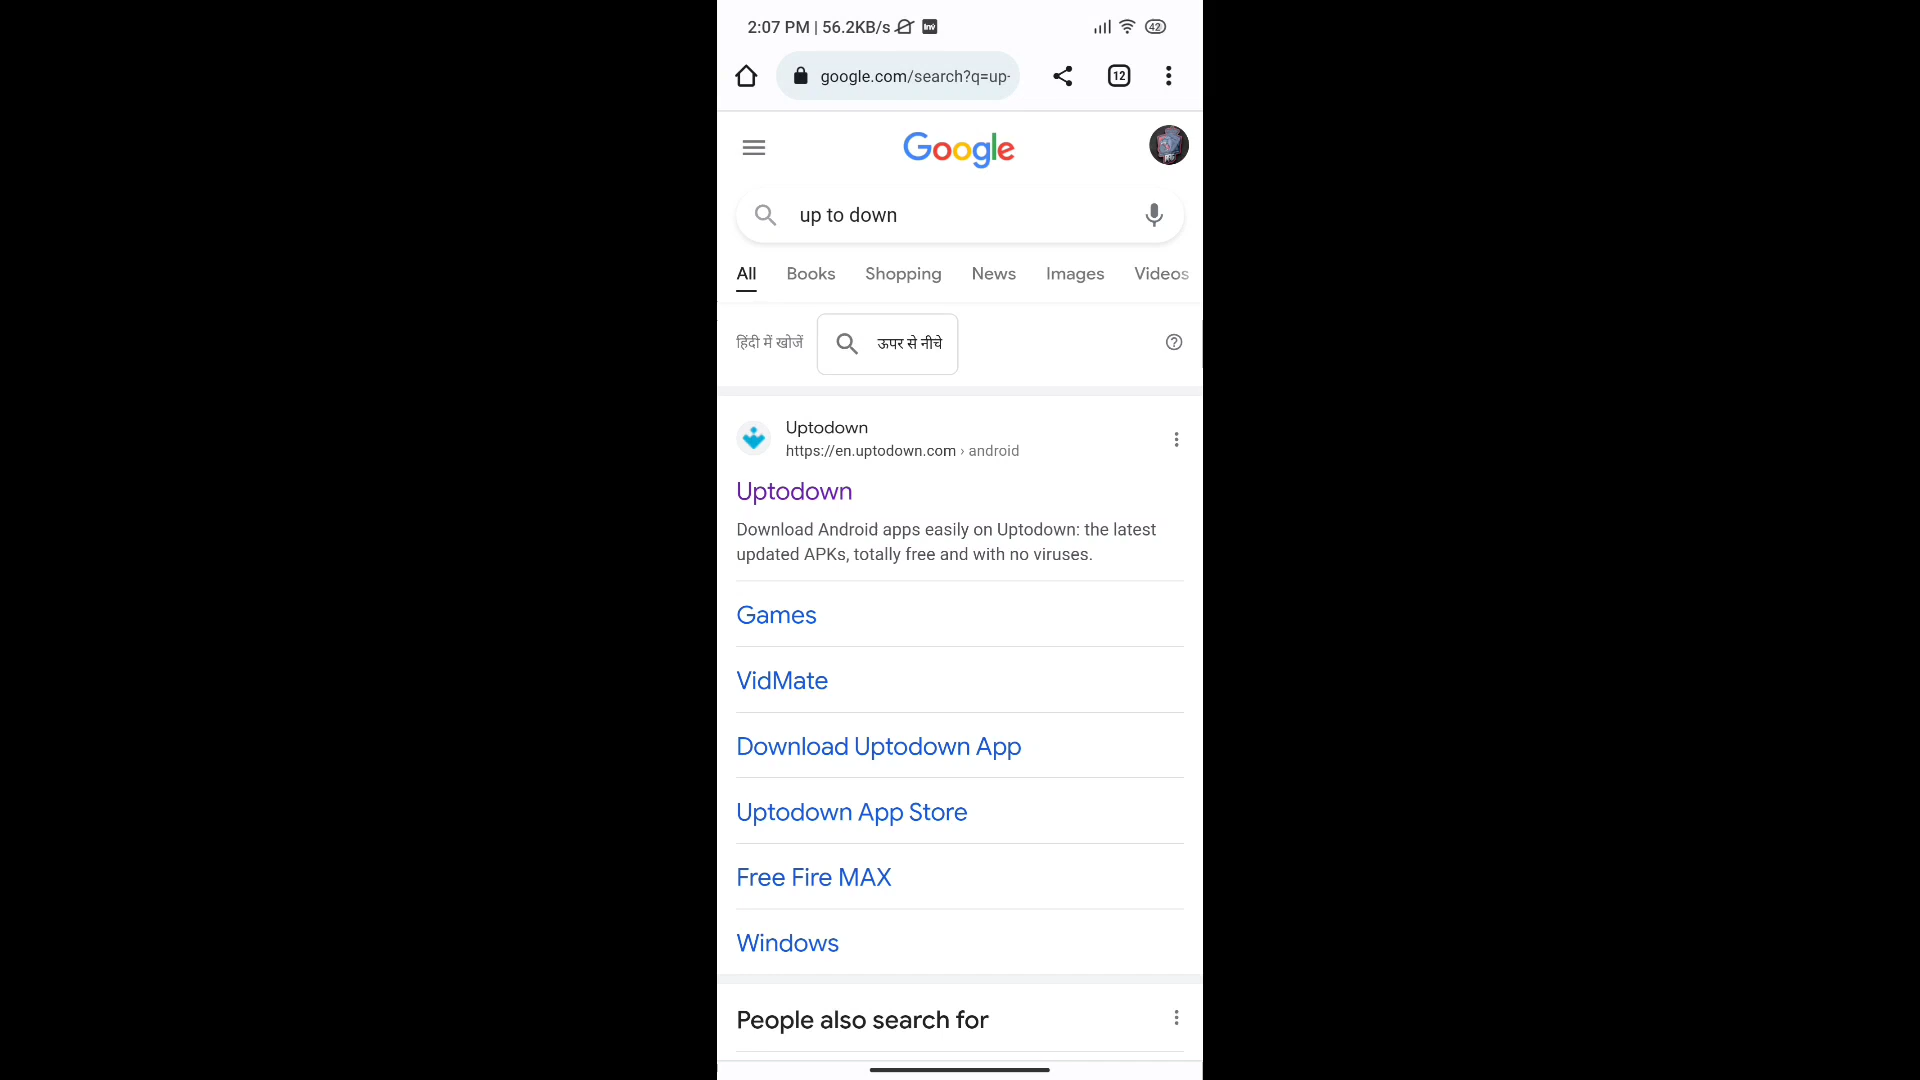 2:07 PM | 56.2KB/s
42
google.com/search?q=up-
12
Google
up to down
All Books Shopping News Images Videos
हिंदी में खोजें
ऊपर से नीचे
Uptodown
https://en.uptodown.com › android
Uptodown
Download Android apps easily on Uptodown: the latest
updated APKs, totally free and with no viruses.
Games
VidMate
Download Uptodown App
Uptodown App Store
Free Fire MAX
Windows
People also search for